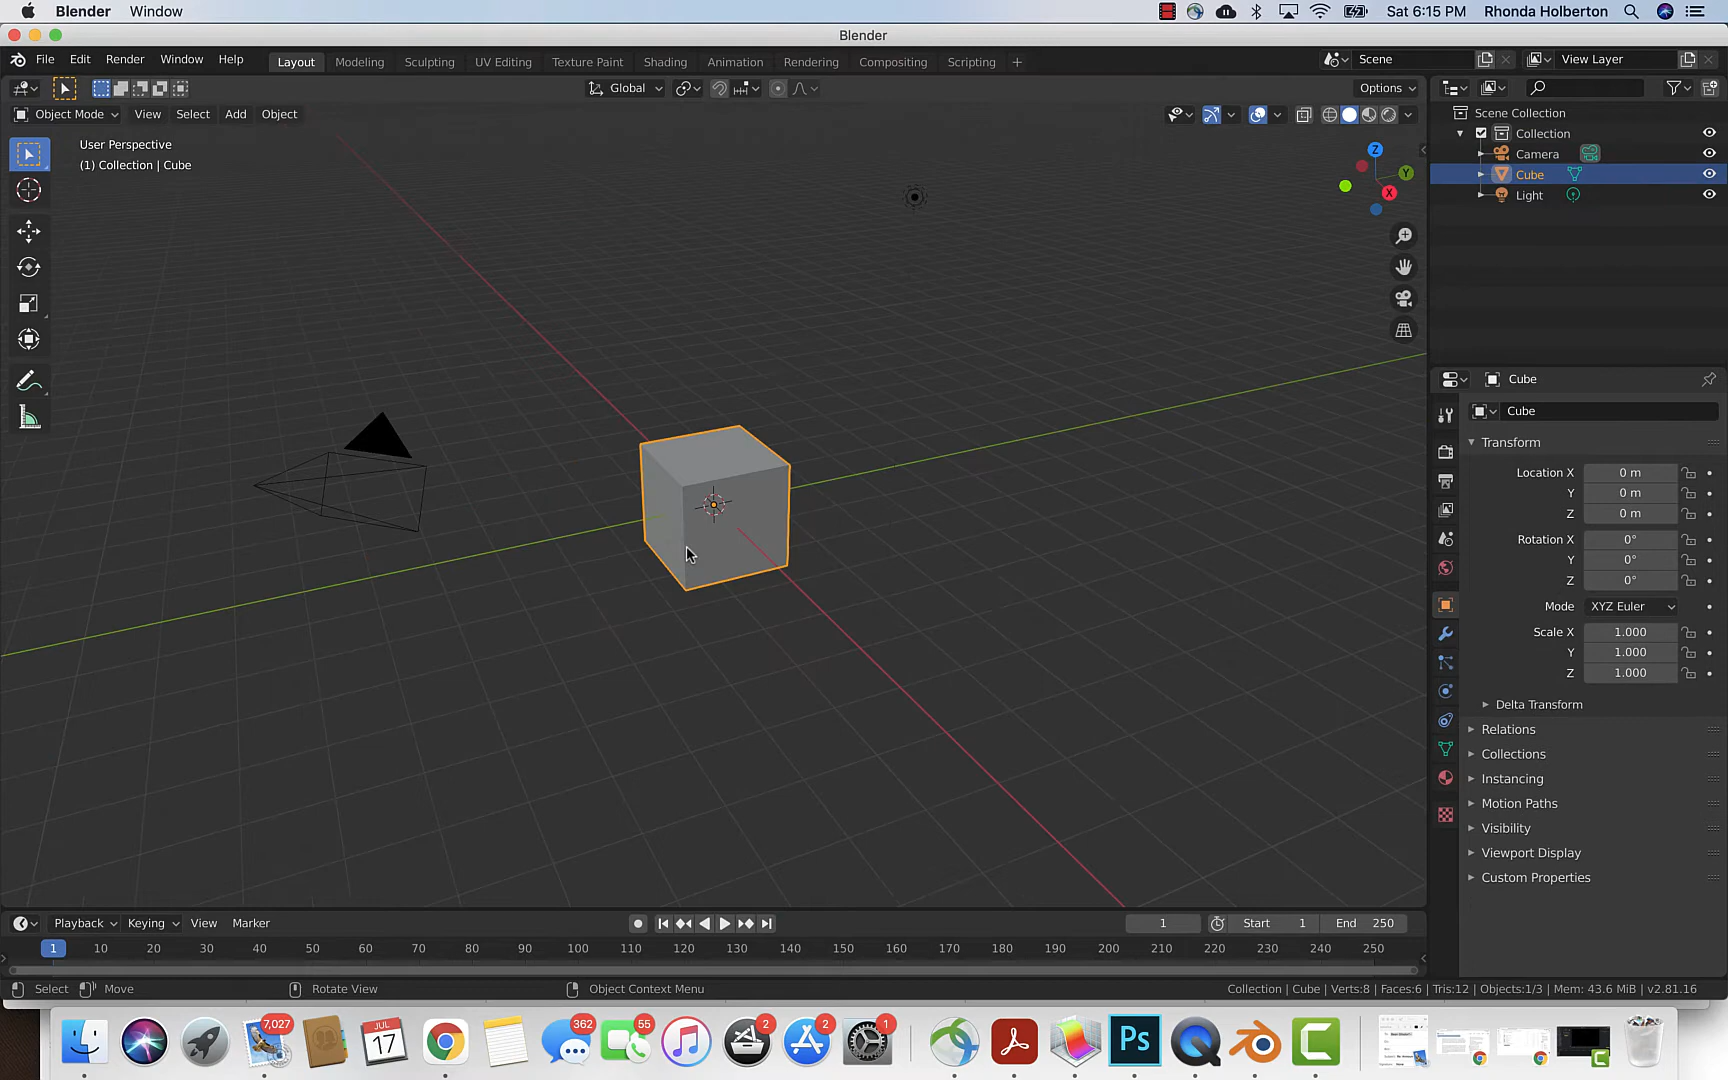 Blender Window Sat 6:15 PM Rhonda Holberton
Blender
File Edit Render Window Help Layout Modeling Sculpting UV Editing Texture Paint Shading Animation Rendering Compositing Scripting + Scene View Layer
Global Options
Object Mode View Select Add Object
User Perspective
(1) Collection | Cube
Z
Y
X
Scene Collection
Collection
Camera
Cube
Light
Cube
Cube
Transform
Location X 0 m
Y 0 m
Z 0 m
Rotation X 0°
Y 0°
Z 0°
Mode XYZ Euler
Scale X 1.000
Y 1.000
Z 1.000
Delta Transform
Relations
Collections
Instancing
Motion Paths
Visibility
Viewport Display
Custom Properties
Playback Keying View Marker 1 Start 1 End 250
1 10 20 30 40 50 60 70 80 90 100 110 120 130 140 150 160 170 180 190 200 210 220 230 240 250
Select Move Rotate View Object Context Menu Collection | Cube | Verts:8 | Faces:6 | Tris:12 | Objects:1/3 | Mem: 43.6 MiB | v2.81.16
7,027 JUL 17 362 55 2 2 1 Ps